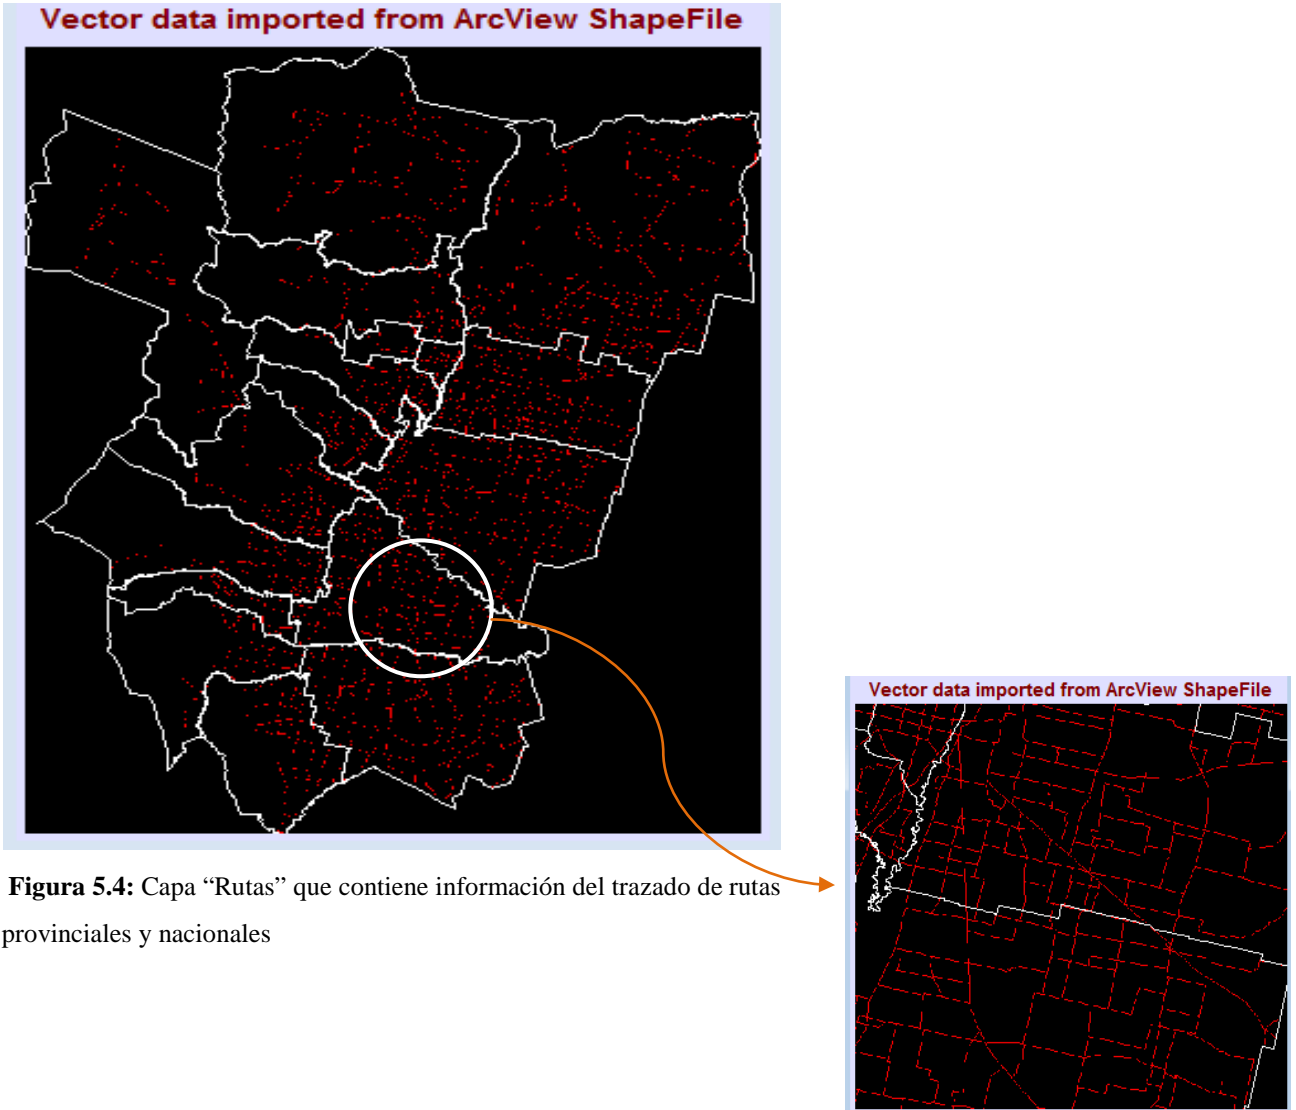 Vector data imported from ArcView ShapeFile
Vector data imported from ArcView ShapeFile
Figura 5.4: Capa “Rutas” que contiene información del trazado de rutas
provinciales y nacionales